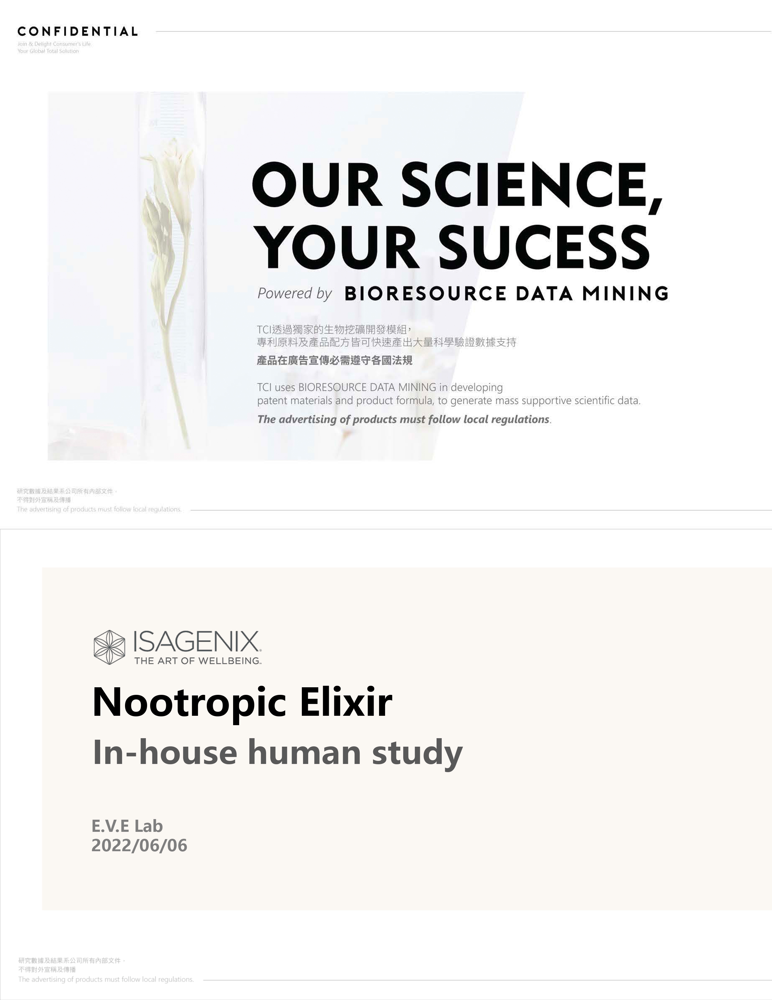 CONFIDENTIAL
Join & Delight Consumer's Life
Your Global Total Solution
OUR SCIENCE,
YOUR SUCESS
Powered by BIORESOURCE DATA MINING
TCI透過獨家的生物挖礦開發模組，
專利原料及產品配方皆可快速產出大量科學驗證數據支持
產品在廣告宣傳必需遵守各國法規
TCI uses BIORESOURCE DATA MINING in developing
patent materials and product formula, to generate mass supportive scientific data.
The advertising of products must follow local regulations.
研究數據及結果系公司所有內部文件，
不得對外宣稱及傳播
The advertising of products must follow local regulations.
ISAGENIX®
THE ART OF WELLBEING™
Nootropic Elixir
In-house human study
E.V.E Lab
2022/06/06
研究數據及結果系公司所有內部文件，
不得對外宣稱及傳播
The advertising of products must follow local regulations.